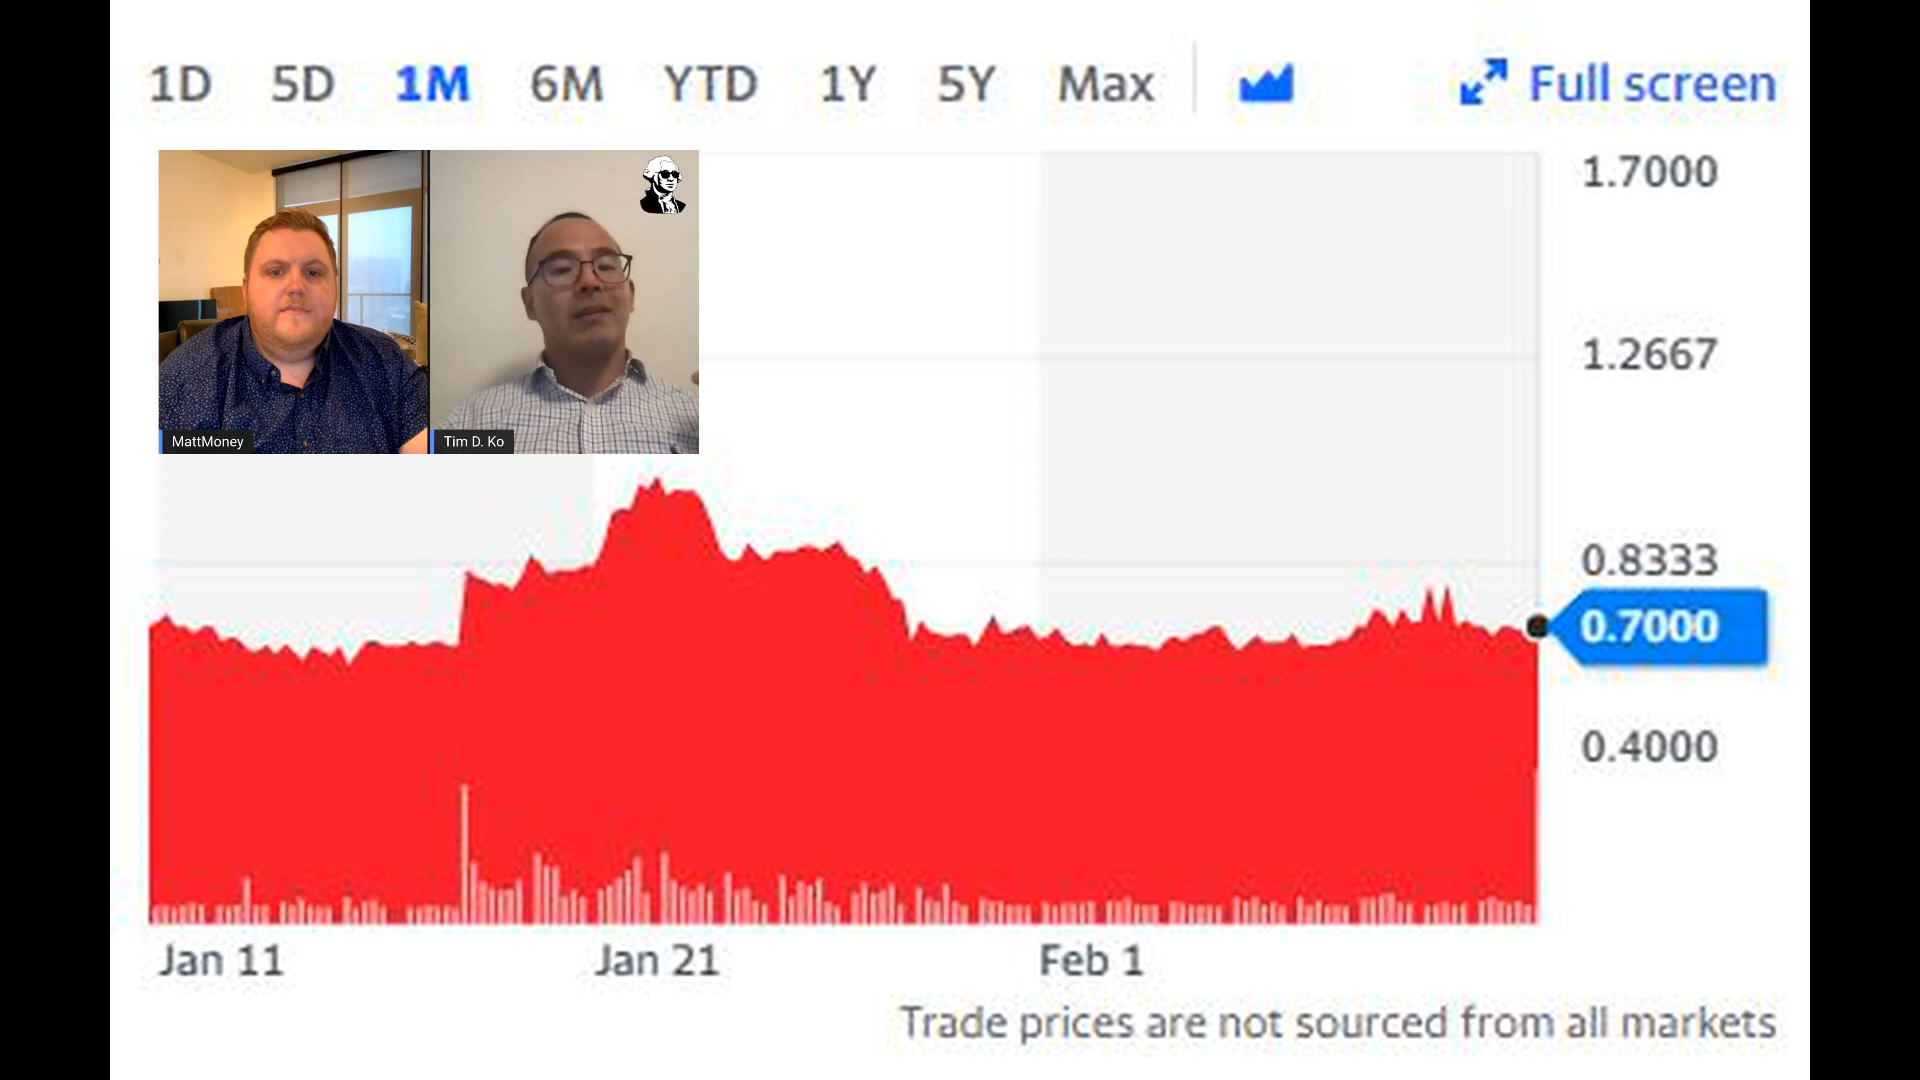 1D 5D 1M 6M YTD 1Y 5Y Max Full screen
1.7000
1.2667
MattMoney Tim D. Ko
0.8333
0.7000
0.4000
Jan 11 Jan 21 Feb 1
Trade prices are not sourced from all markets